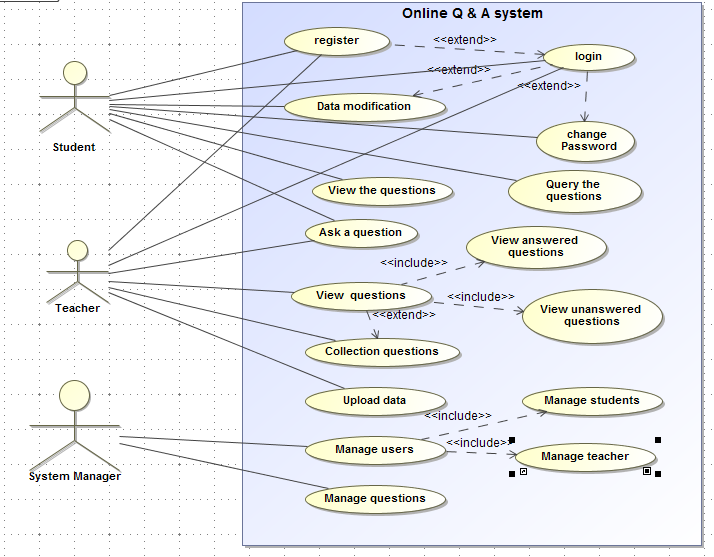 Online Q & A system
register
<<extend>>
login
<<extend>>
<<extend>>
Data modification
change
Password
Student
View the questions
Query the
questions
Ask a question
View answered
questions
<<include>>
Teacher
View  questions
<<include>>
View unanswered
questions
<<extend>>
Collection questions
Upload data
Manage students
<<include>>
Manage users
<<include>>
Manage teacher
System Manager
Manage questions